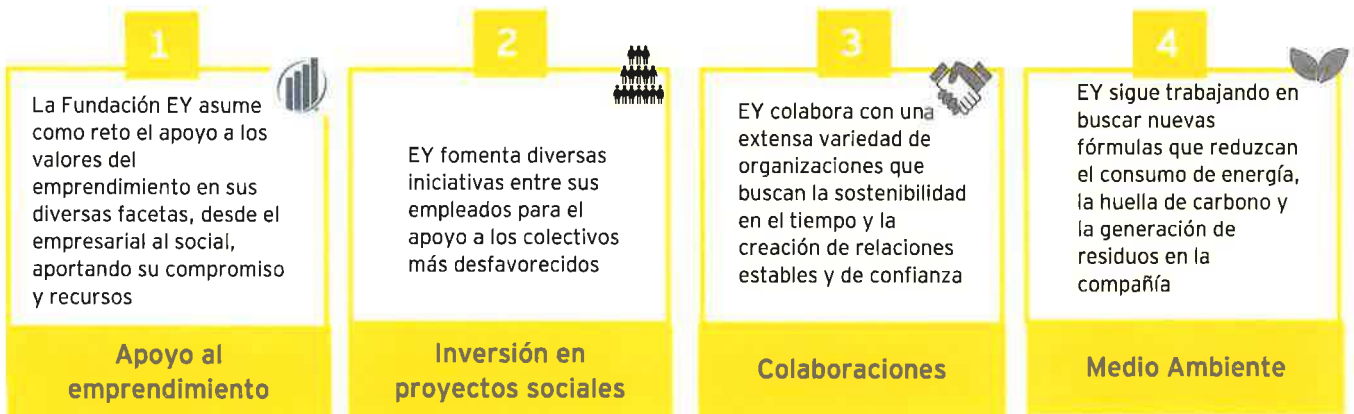 1
La Fundación EY asume
como reto el apoyo a los
valores del
emprendimiento en sus
diversas facetas, desde el
empresarial al social,
aportando su compromiso
y recursos
Apoyo al
emprendimiento
2
EY fomenta diversas
iniciativas entre sus
empleados para el
apoyo a los colectivos
más desfavorecidos
Inversión en
proyectos sociales
3
EY colabora con una
extensa variedad de
organizaciones que
buscan la sostenibilidad
en el tiempo y la
creación de relaciones
estables y de confianza
Colaboraciones
4
EY sigue trabajando en
buscar nuevas
fórmulas que reduzcan
el consumo de energía,
la huella de carbono y
la generación de
residuos en la
compañía
Medio Ambiente